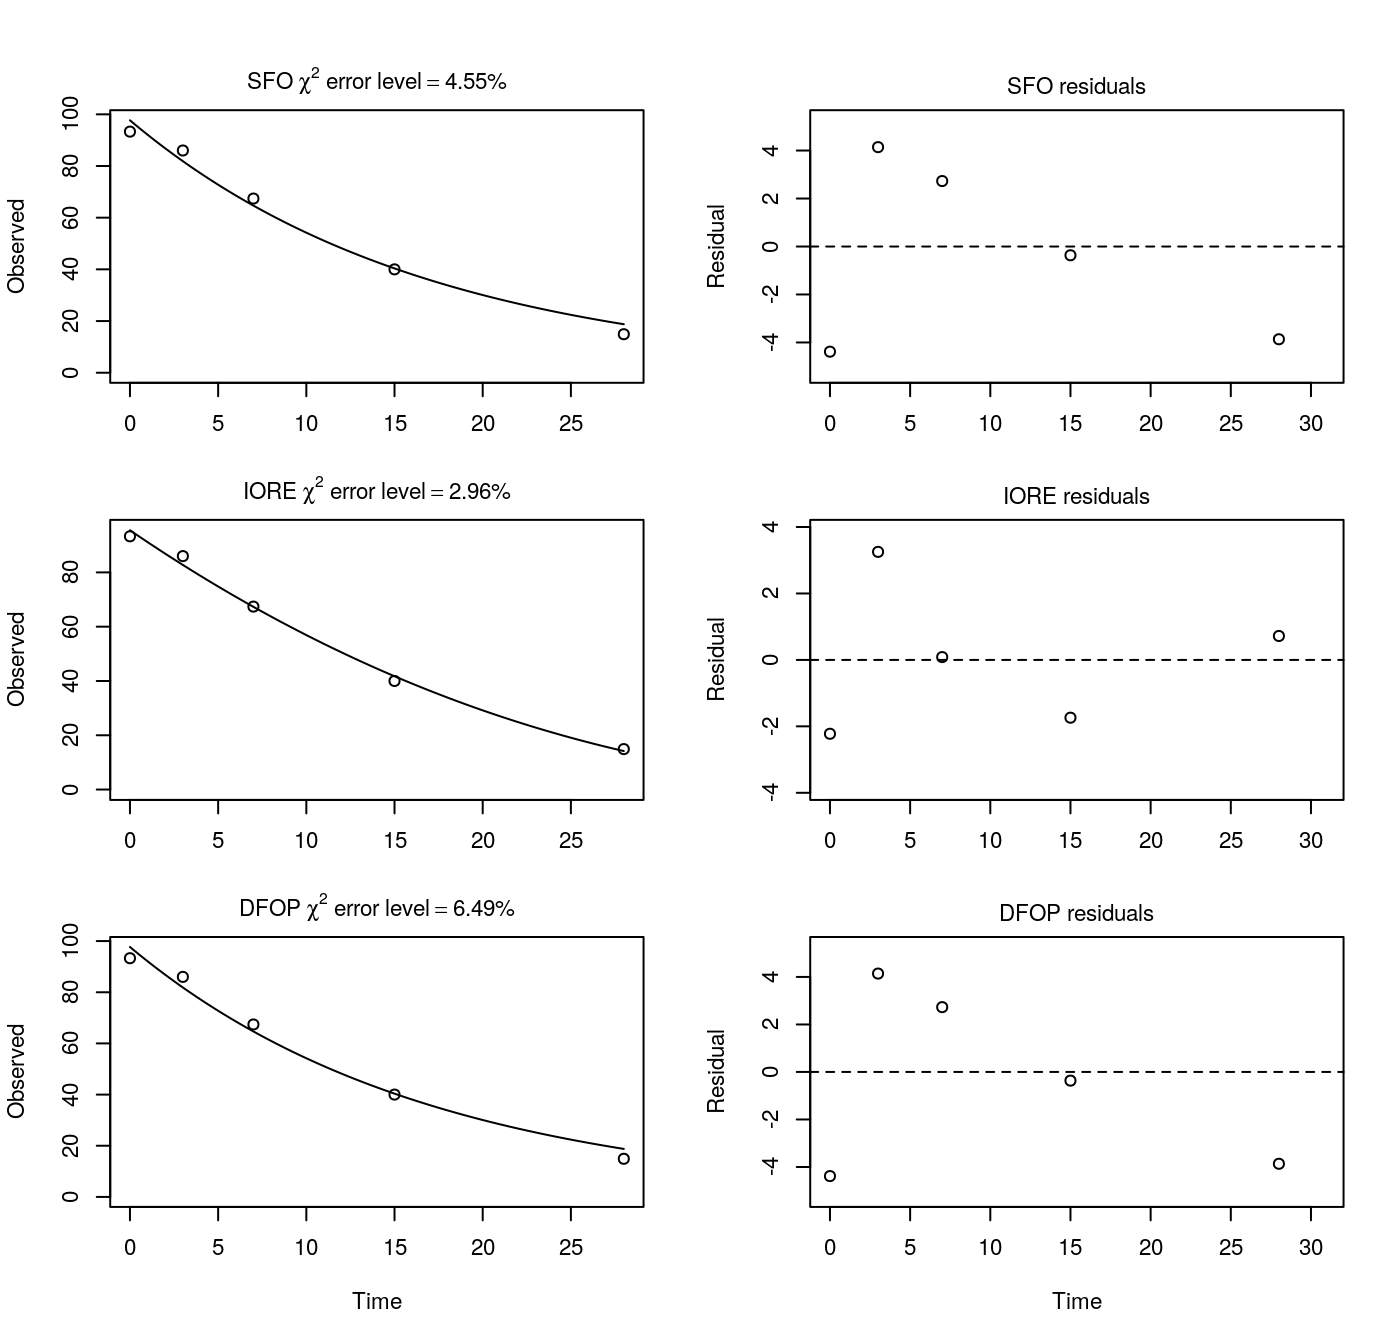 SFO χ² error level = 4.55%
Observed
0 20 40 60 80 100
0 5 10 15 20 25
SFO residuals
Residual
-4 -2 0 2 4
0 5 10 15 20 25 30
IORE χ² error level = 2.96%
Observed
0 20 40 60 80
0 5 10 15 20 25
IORE residuals
Residual
-4 -2 0 2 4
0 5 10 15 20 25 30
DFOP χ² error level = 6.49%
Observed
0 20 40 60 80 100
0 5 10 15 20 25
Time
DFOP residuals
Residual
-4 -2 0 2 4
0 5 10 15 20 25 30
Time